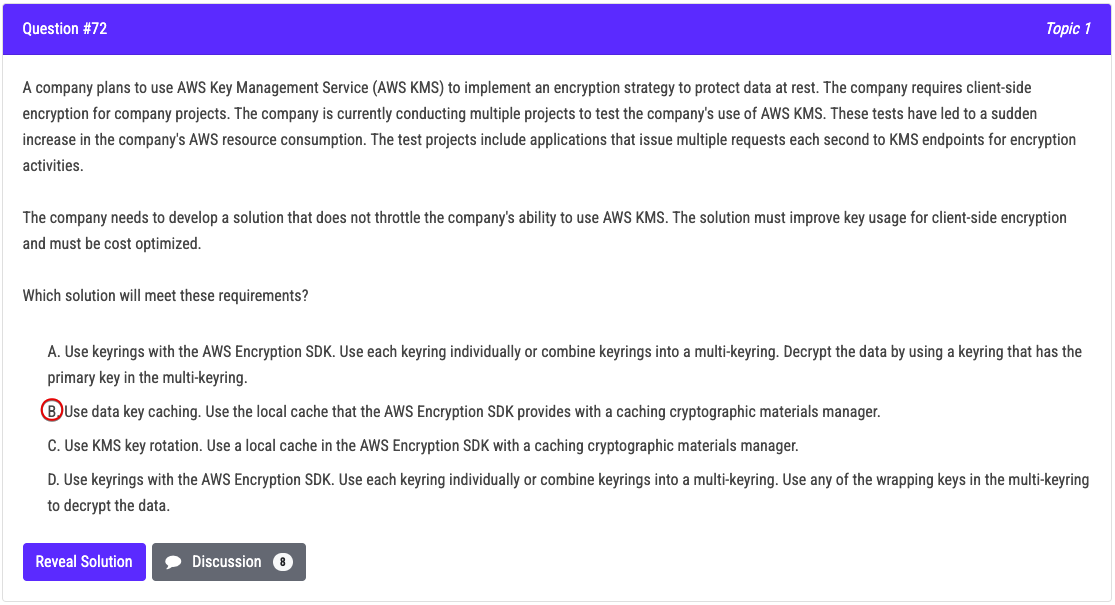 Question #72
Topic 1
A company plans to use AWS Key Management Service (AWS KMS) to implement an encryption strategy to protect data at rest. The company requires client-side
encryption for company projects. The company is currently conducting multiple projects to test the company's use of AWS KMS. These tests have led to a sudden
increase in the company's AWS resource consumption. The test projects include applications that issue multiple requests each second to KMS endpoints for encryption
activities.
The company needs to develop a solution that does not throttle the company's ability to use AWS KMS. The solution must improve key usage for client-side encryption
and must be cost optimized.
Which solution will meet these requirements?
A. Use keyrings with the AWS Encryption SDK. Use each keyring individually or combine keyrings into a multi-keyring. Decrypt the data by using a keyring that has the
primary key in the multi-keyring.
B. Use data key caching. Use the local cache that the AWS Encryption SDK provides with a caching cryptographic materials manager.
C. Use KMS key rotation. Use a local cache in the AWS Encryption SDK with a caching cryptographic materials manager.
D. Use keyrings with the AWS Encryption SDK. Use each keyring individually or combine keyrings into a multi-keyring. Use any of the wrapping keys in the multi-keyring
to decrypt the data.
Reveal Solution
Discussion 8